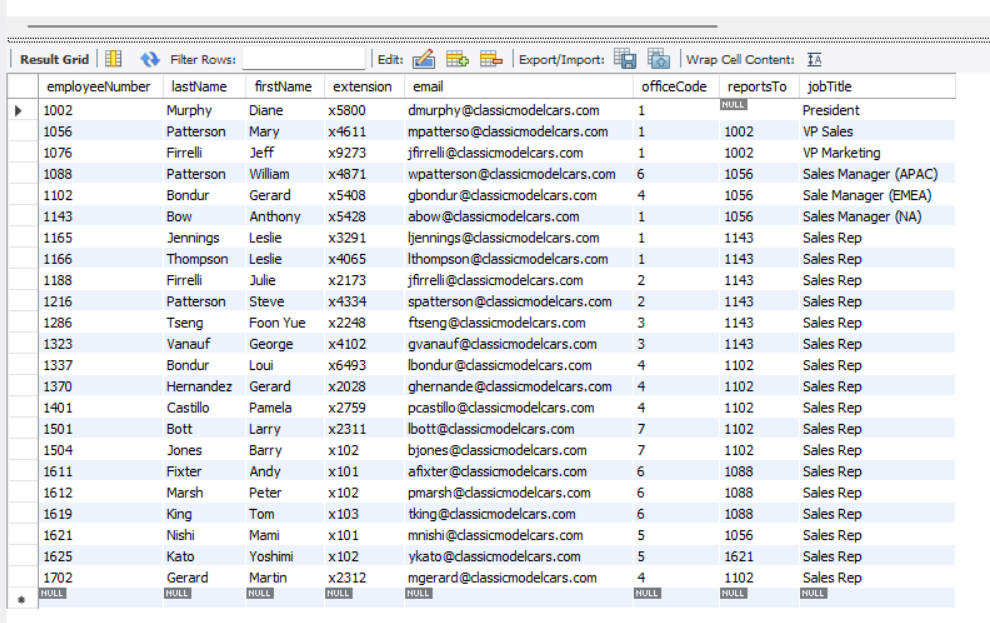 Result Grid Filter Rows: Edit: Export/Import: Wrap Cell Content: IA
employeeNumber lastName firstName extension email officeCode reportsTo jobTitle
1002 Murphy Diane x5800 dmurphy@classicmodelcars.com 1 NULL President
1056 Patterson Mary x4611 mpatterso@classicmodelcars.com 1 1002 VP Sales
1076 Firrelli Jeff x9273 jfirrelli@classicmodelcars.com 1 1002 VP Marketing
1088 Patterson William x4871 wpatterson@classicmodelcars.com 6 1056 Sales Manager (APAC)
1102 Bondur Gerard x5408 gbondur@classicmodelcars.com 4 1056 Sale Manager (EMEA)
1143 Bow Anthony x5428 abow@classicmodelcars.com 1 1056 Sales Manager (NA)
1165 Jennings Leslie x3291 ljennings@classicmodelcars.com 1 1143 Sales Rep
1166 Thompson Leslie x4065 lthompson@classicmodelcars.com 1 1143 Sales Rep
1188 Firrelli Julie x2173 jfirrelli@classicmodelcars.com 2 1143 Sales Rep
1216 Patterson Steve x4334 spatterson@classicmodelcars.com 2 1143 Sales Rep
1286 Tseng Foon Yue x2248 ftseng@classicmodelcars.com 3 1143 Sales Rep
1323 Vanauf George x4102 gvanauf@classicmodelcars.com 3 1143 Sales Rep
1337 Bondur Loui x6493 lbondur@classicmodelcars.com 4 1102 Sales Rep
1370 Hernandez Gerard x2028 ghernande@classicmodelcars.com 4 1102 Sales Rep
1401 Castillo Pamela x2759 pcastillo@classicmodelcars.com 4 1102 Sales Rep
1501 Bott Larry x2311 lbott@classicmodelcars.com 7 1102 Sales Rep
1504 Jones Barry x102 bjones@classicmodelcars.com 7 1102 Sales Rep
1611 Fixter Andy x101 afixter@classicmodelcars.com 6 1088 Sales Rep
1612 Marsh Peter x102 pmarsh@classicmodelcars.com 6 1088 Sales Rep
1619 King Tom x103 tking@classicmodelcars.com 6 1088 Sales Rep
1621 Nishi Mami x101 mnishi@classicmodelcars.com 5 1056 Sales Rep
1625 Kato Yoshimi x102 ykato@classicmodelcars.com 5 1621 Sales Rep
1702 Gerard Martin x2312 mgerard@classicmodelcars.com 4 1102 Sales Rep
NULL NULL NULL NULL NULL NULL NULL NULL